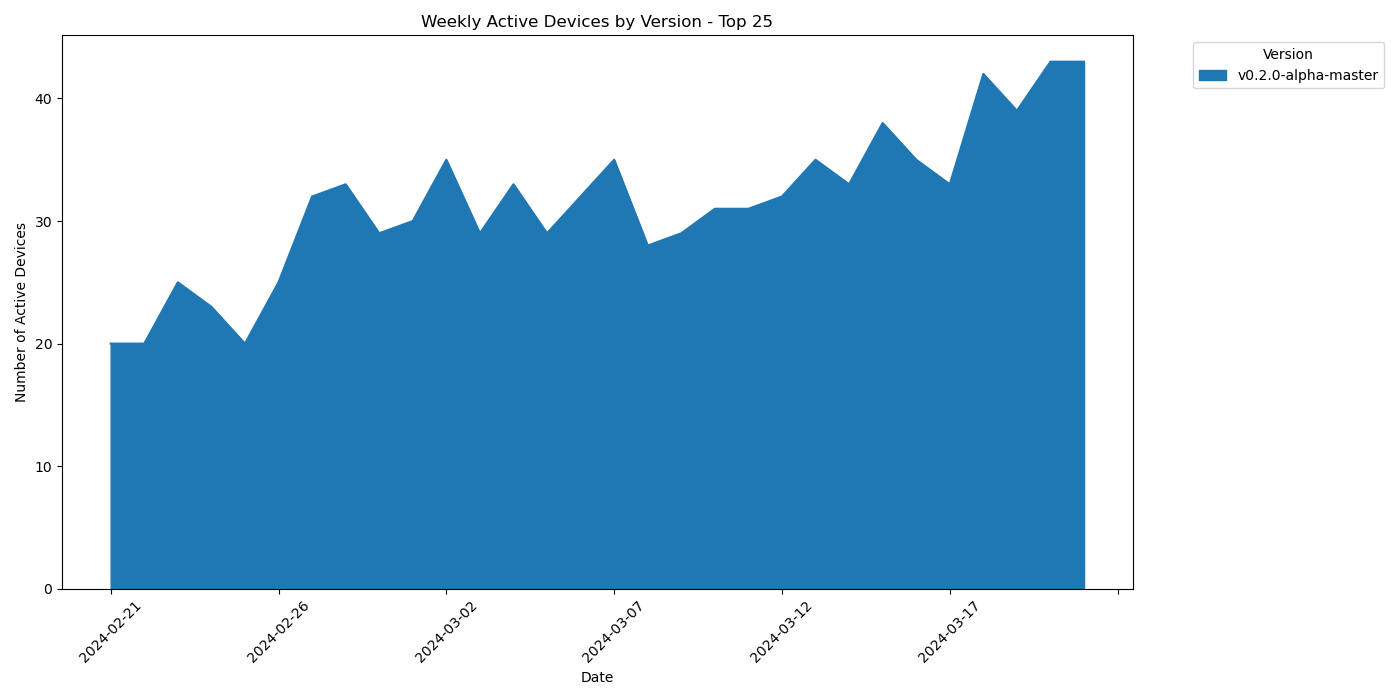 Weekly Active Devices by Version - Top 25
Version
v0.2.0-alpha-master
Number of Active Devices
40
30
20
10
0
2024-02-21
2024-02-26
2024-03-02
2024-03-07
2024-03-12
2024-03-17
Date